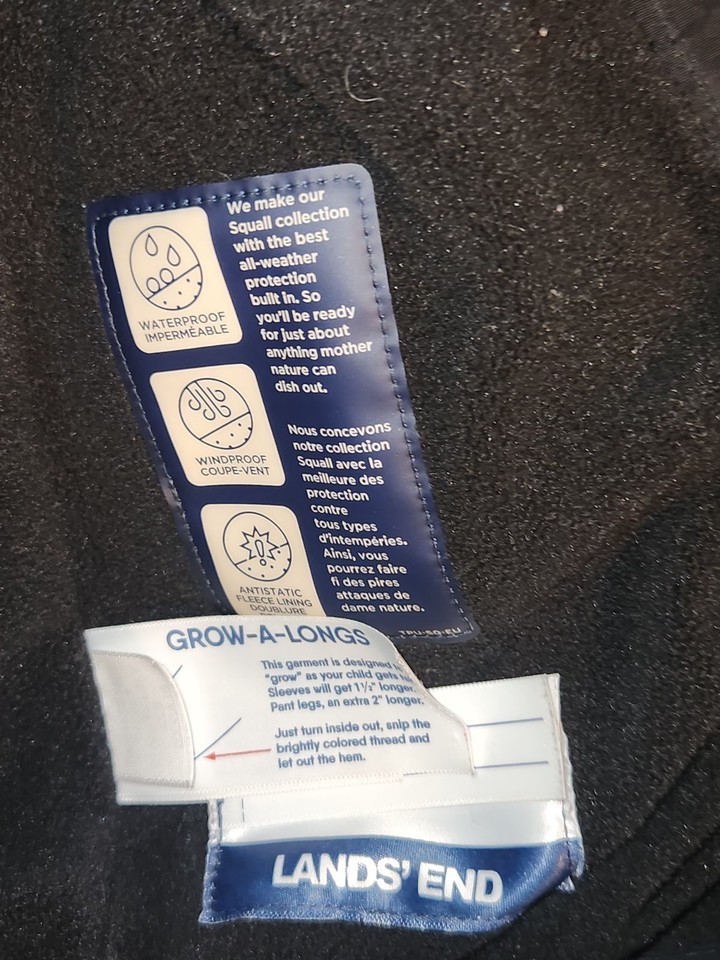 We make our
Squall collection
with the best
all-weather
protection
built in. So
you'll be ready
for just about
anything mother
nature can
dish out.
WATERPROOF
IMPERMÈABLE
WINDPROOF
COUPE-VENT
Nous concevons
notre collection
Squall avec la
meilleure des
protection
contre
tous types
d'intempéries.
Ainsi, vous
pourrez faire
fi des pires
attaques de
dame nature.
ANTISTATIC
FLEECE LINING
DOUBLURE
TPU-50-EU
GROW-A-LONGS
This garment is designed
"grow" as your child gets
Sleeves will get 1½" longer.
Pant legs, an extra 2" longer.
Just turn inside out, snip the
brightly colored thread and
let out the hem.
LANDS' END